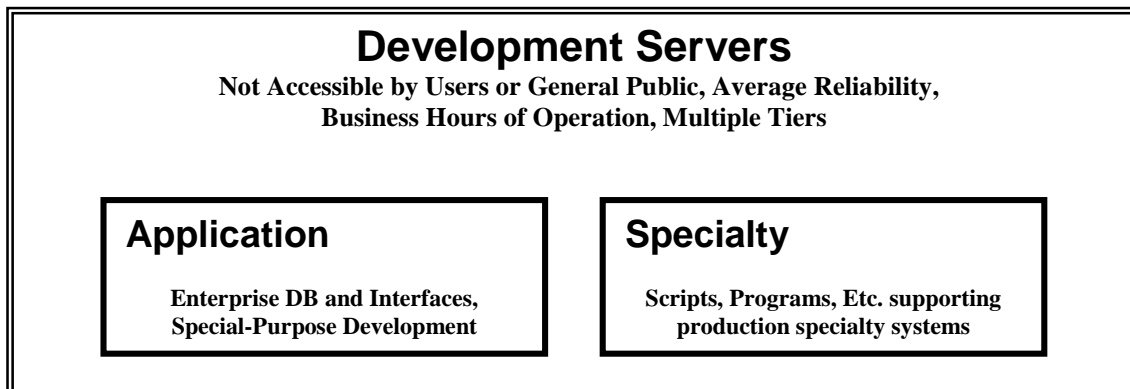 Development Servers
Not Accessible by Users or General Public, Average Reliability,
Business Hours of Operation, Multiple Tiers
Application
Enterprise DB and Interfaces,
Special-Purpose Development
Specialty
Scripts, Programs, Etc. supporting
production specialty systems